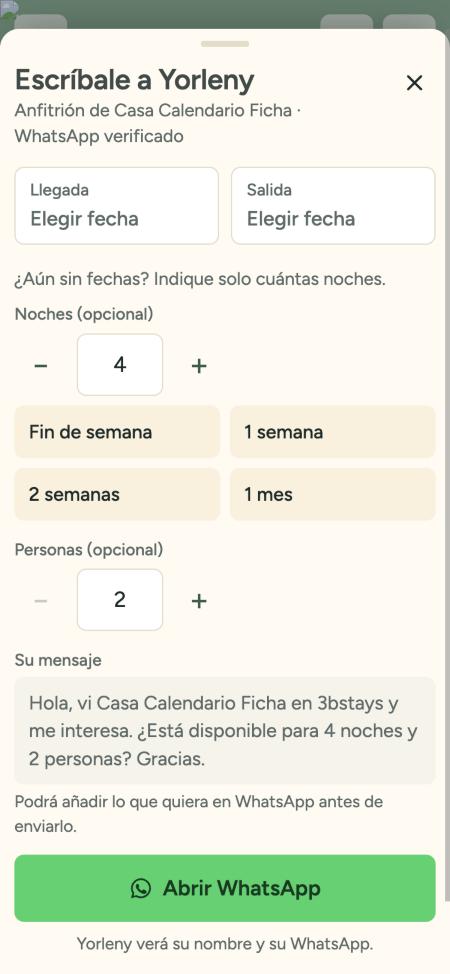 Escríbale a Yorleny
Anfitrión de Casa Calendario Ficha ·
WhatsApp verificado
Llegada
Elegir fecha
Salida
Elegir fecha
¿Aún sin fechas? Indique solo cuántas noches.
Noches (opcional)
− 4 +
Fin de semana
1 semana
2 semanas
1 mes
Personas (opcional)
− 2 +
Su mensaje
Hola, vi Casa Calendario Ficha en 3bstays y
me interesa. ¿Está disponible para 4 noches y
2 personas? Gracias.
Podrá añadir lo que quiera en WhatsApp antes de
enviarlo.
Abrir WhatsApp
Yorleny verá su nombre y su WhatsApp.